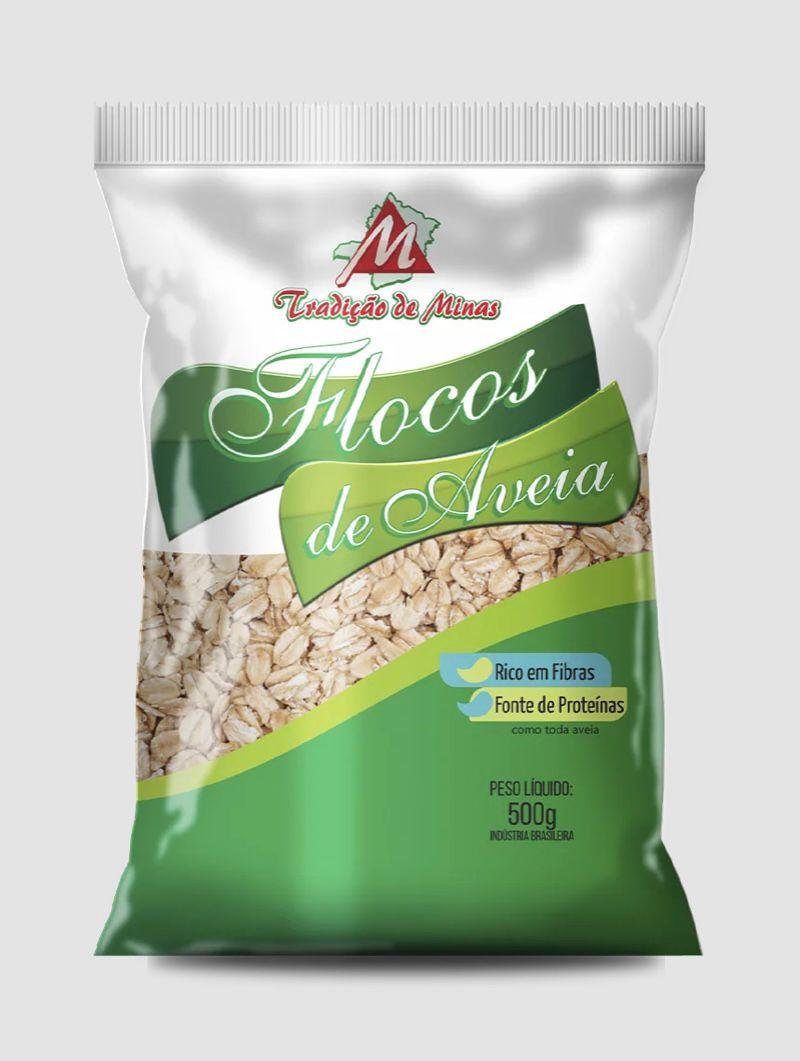 M
Tradição de Minas
Flocos
de Aveia
Rico em Fibras
Fonte de Proteínas
como toda aveia
PESO LÍQUIDO:
500g
INDÚSTRIA BRASILEIRA